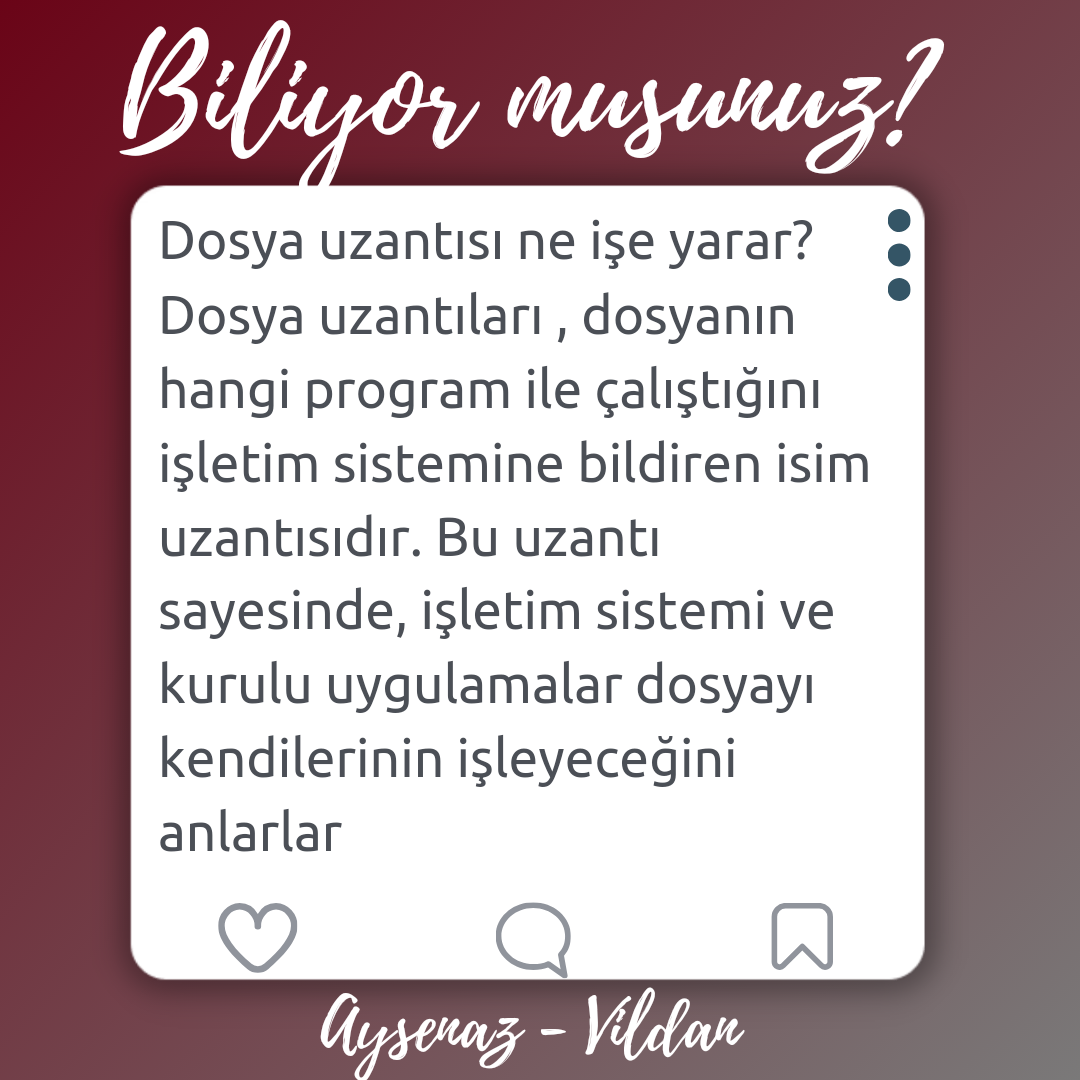 Biliyor musunuz?
Dosya uzantısı ne işe yarar?
Dosya uzantıları , dosyanın
hangi program ile çalıştığını
işletim sistemine bildiren isim
uzantısıdır. Bu uzantı
sayesinde, işletim sistemi ve
kurulu uygulamalar dosyayı
kendilerinin işleyeceğini
anlarlar
Aysenaz - Vildan